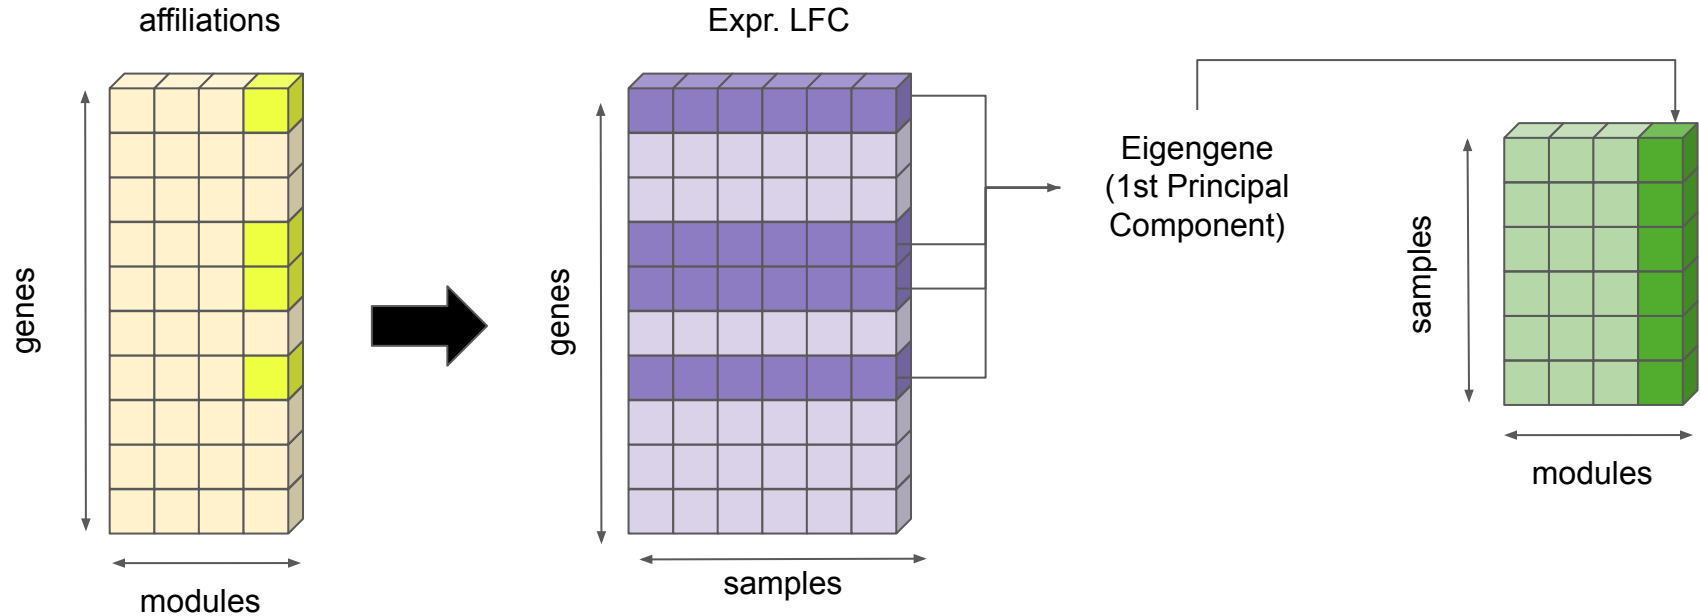 affiliations
genes
modules
Expr. LFC
genes
samples
Eigengene
(1st Principal
Component)
samples
modules